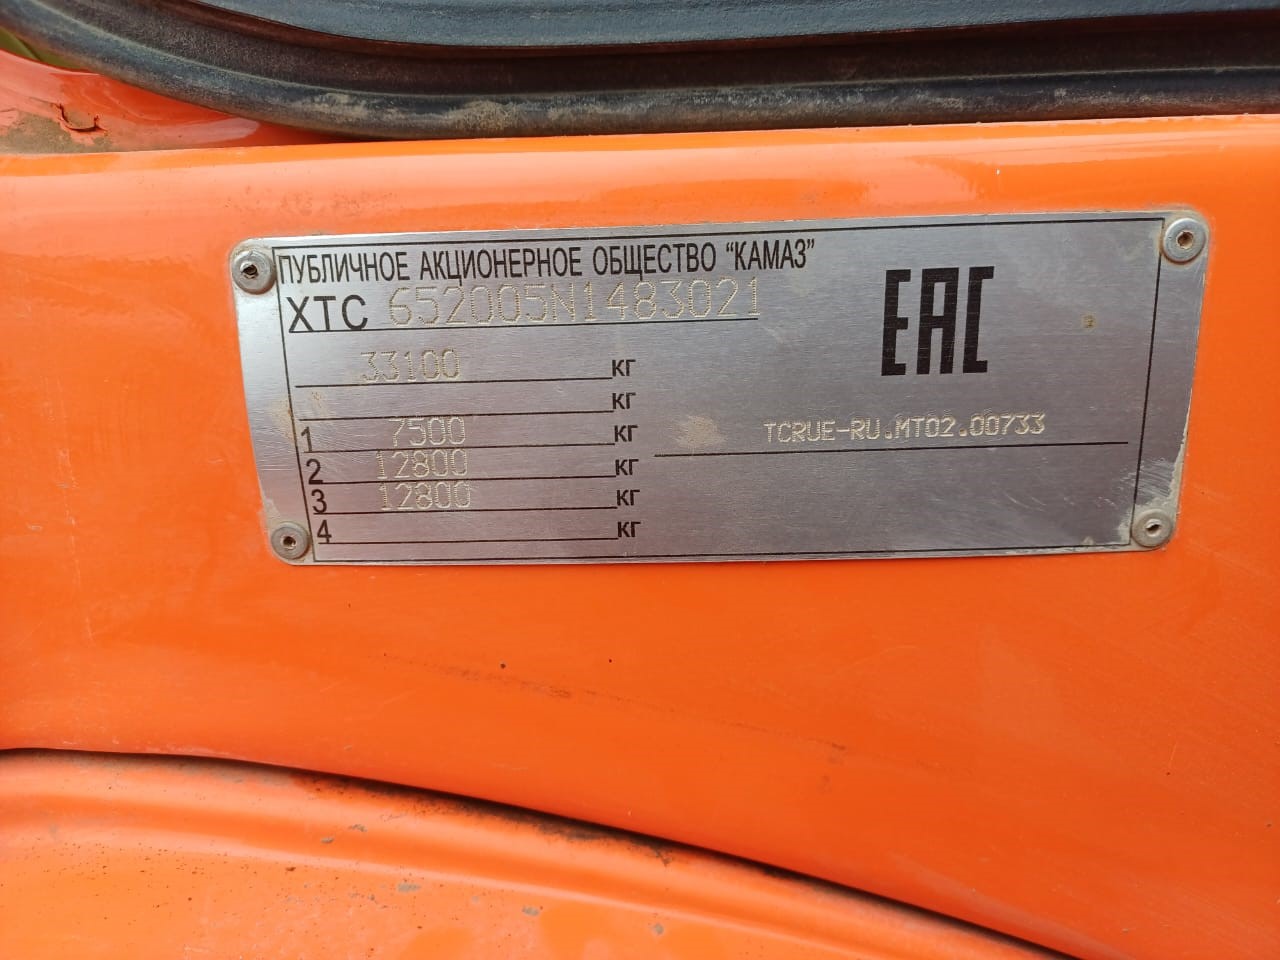 ПУБЛИЧНОЕ АКЦИОНЕРНОЕ ОБЩЕСТВО "КАМАЗ"
XTC 652005N1483021
EAC
33100 кг
кг
1 7500 кг
TCRUE-RU.MT02.00733
2 12800 кг
3 12800 кг
4 кг